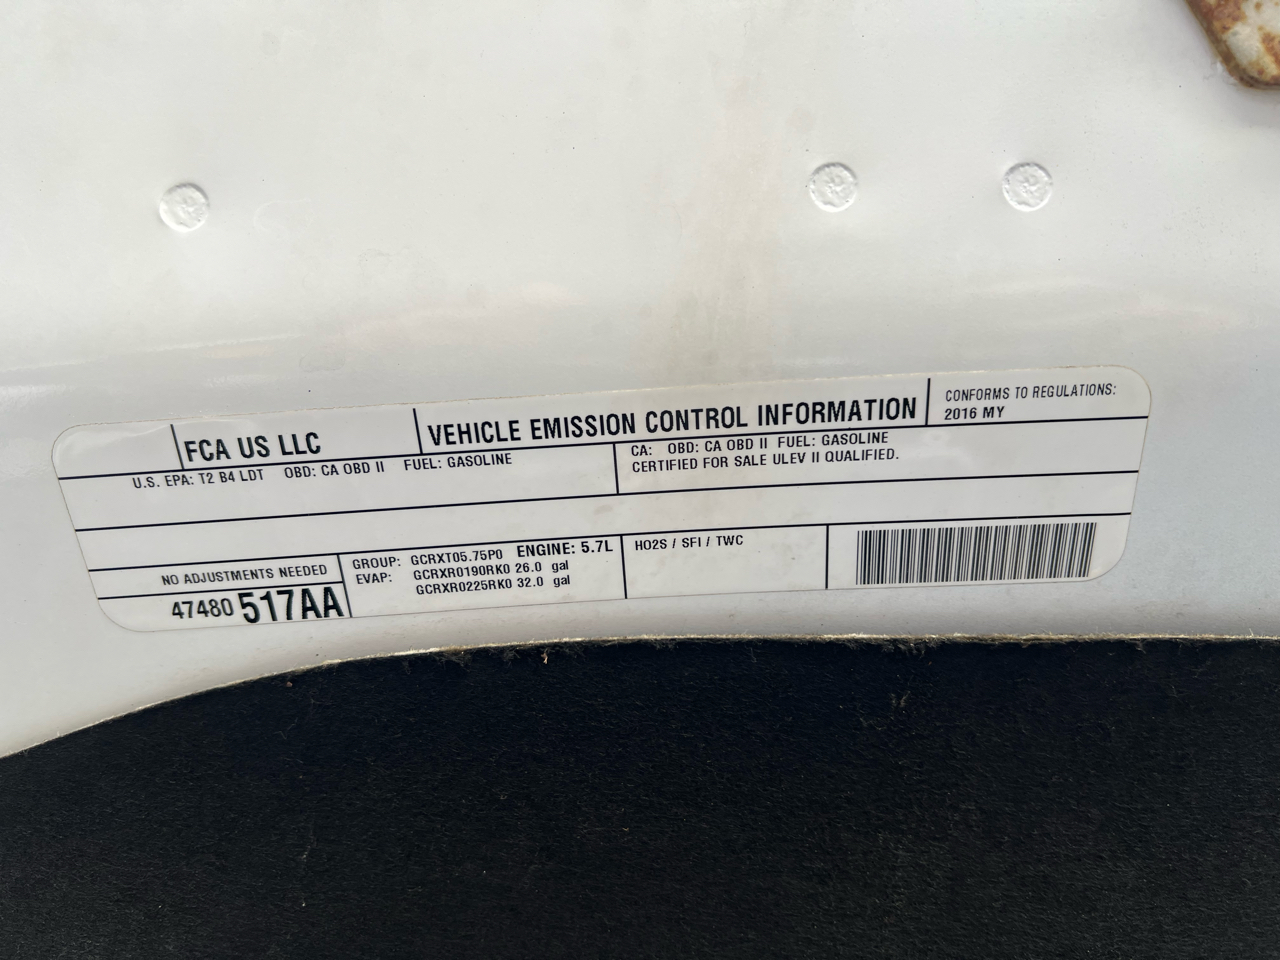 FCA US LLC
VEHICLE EMISSION CONTROL INFORMATION
CONFORMS TO REGULATIONS:
2016 MY
U.S. EPA: T2 B4 LDT OBD: CA OBD II FUEL: GASOLINE
CA: OBD: CA OBD II FUEL: GASOLINE
CERTIFIED FOR SALE ULEV II QUALIFIED.
NO ADJUSTMENTS NEEDED
47480 517AA
GROUP: GCRXT05.75P0 ENGINE: 5.7L
EVAP: GCRXR0190RK0 26.0 gal
GCRXR0225RK0 32.0 gal
HO2S / SFI / TWC